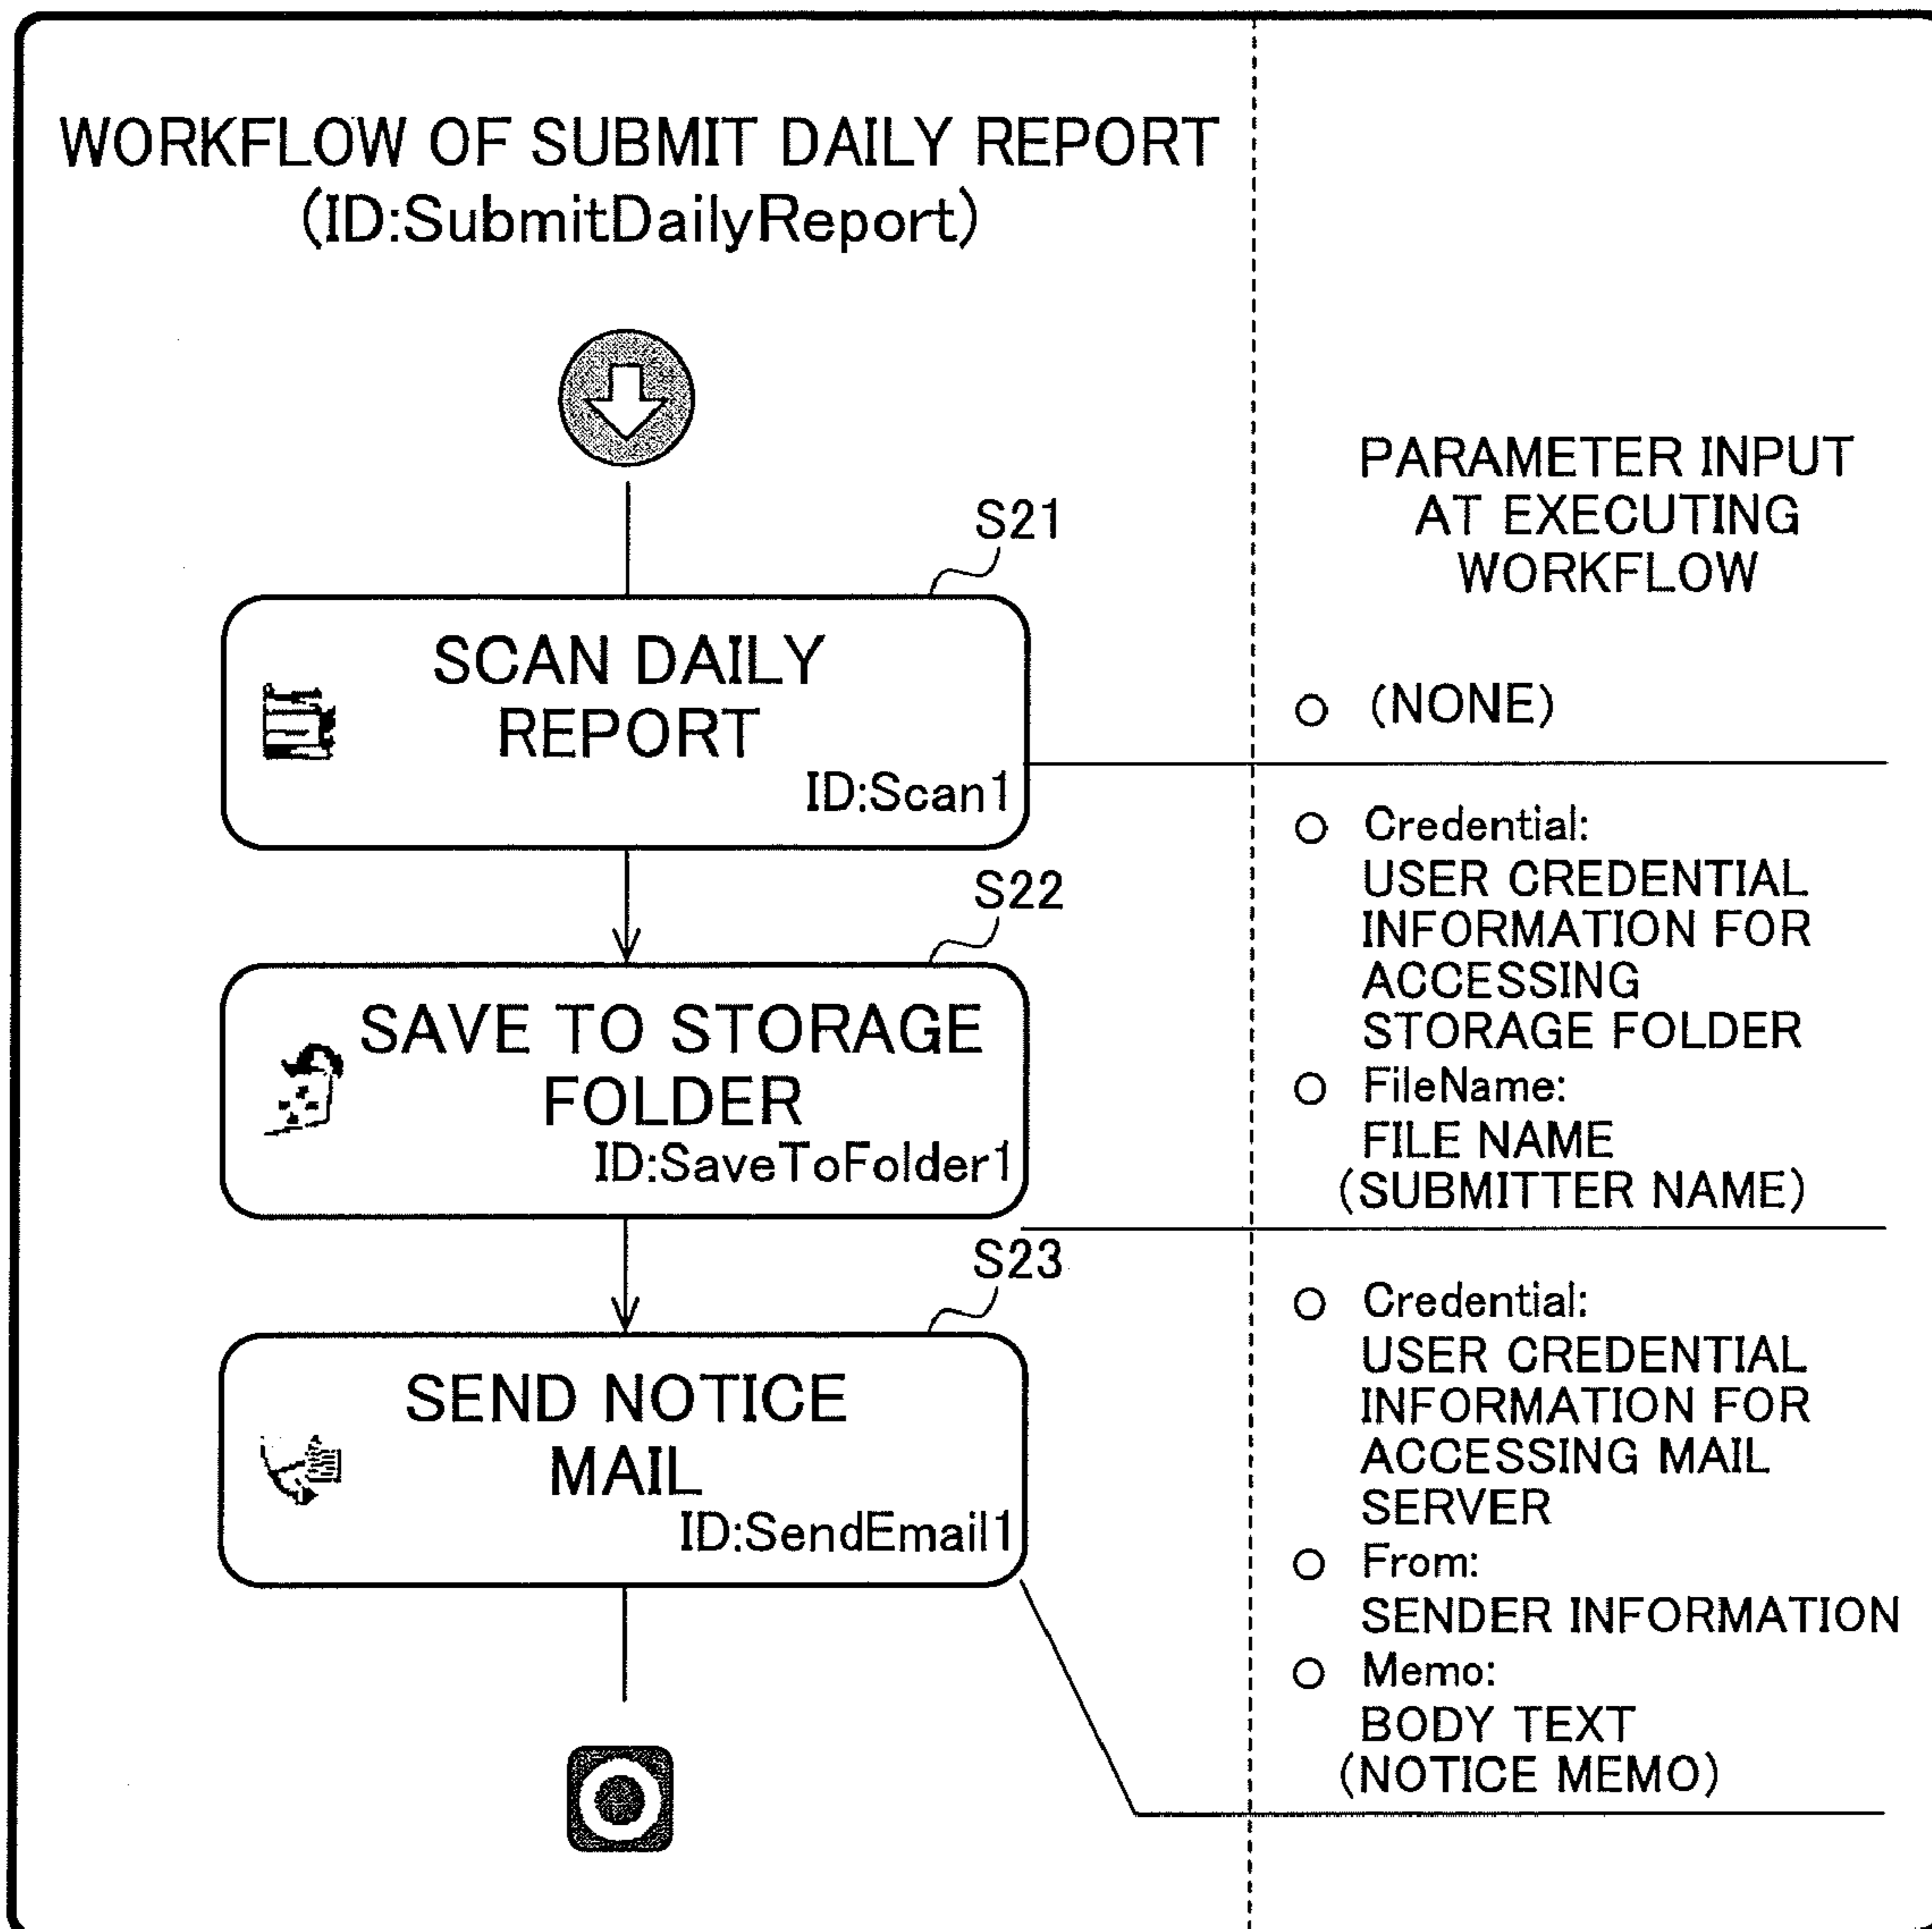 WORKFLOW OF SUBMIT DAILY REPORT
(ID:SubmitDailyReport)
PARAMETER INPUT
AT EXECUTING
WORKFLOW
S21
SCAN DAILY
REPORT
ID:Scan1
(NONE)
S22
SAVE TO STORAGE
FOLDER
ID:SaveToFolder1
Credential:
USER CREDENTIAL
INFORMATION FOR
ACCESSING
STORAGE FOLDER
FileName:
FILE NAME
(SUBMITTER NAME)
S23
SEND NOTICE
MAIL
ID:SendEmail1
Credential:
USER CREDENTIAL
INFORMATION FOR
ACCESSING MAIL
SERVER
From:
SENDER INFORMATION
Memo:
BODY TEXT
(NOTICE MEMO)